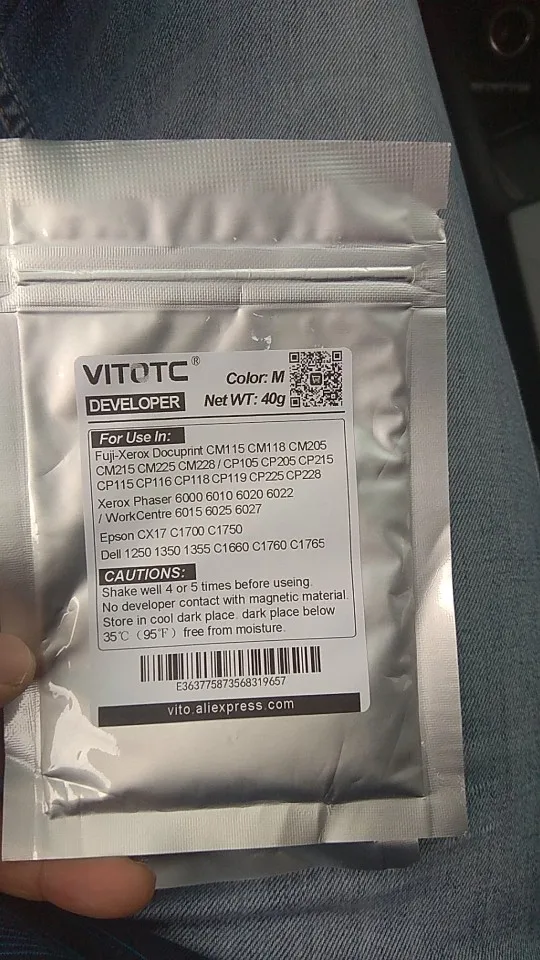 VITOTC®
Color: M
DEVELOPER
Net WT: 40g
For Use In:
Fuji-Xerox Docuprint CM115 CM118 CM205
CM215 CM225 CM228 / CP105 CP205 CP215
CP115 CP116 CP118 CP119 CP225 CP228
Xerox Phaser 6000 6010 6020 6022
/ WorkCentre 6015 6025 6027
Epson CX17 C1700 C1750
Dell 1250 1350 1355 C1660 C1760 C1765
CAUTIONS:
Shake well 4 or 5 times before useing.
No developer contact with magnetic material.
Store in cool dark place. dark place below
35℃ (95℉) free from moisture.
E363775873568319657
vito.aliexpress.com